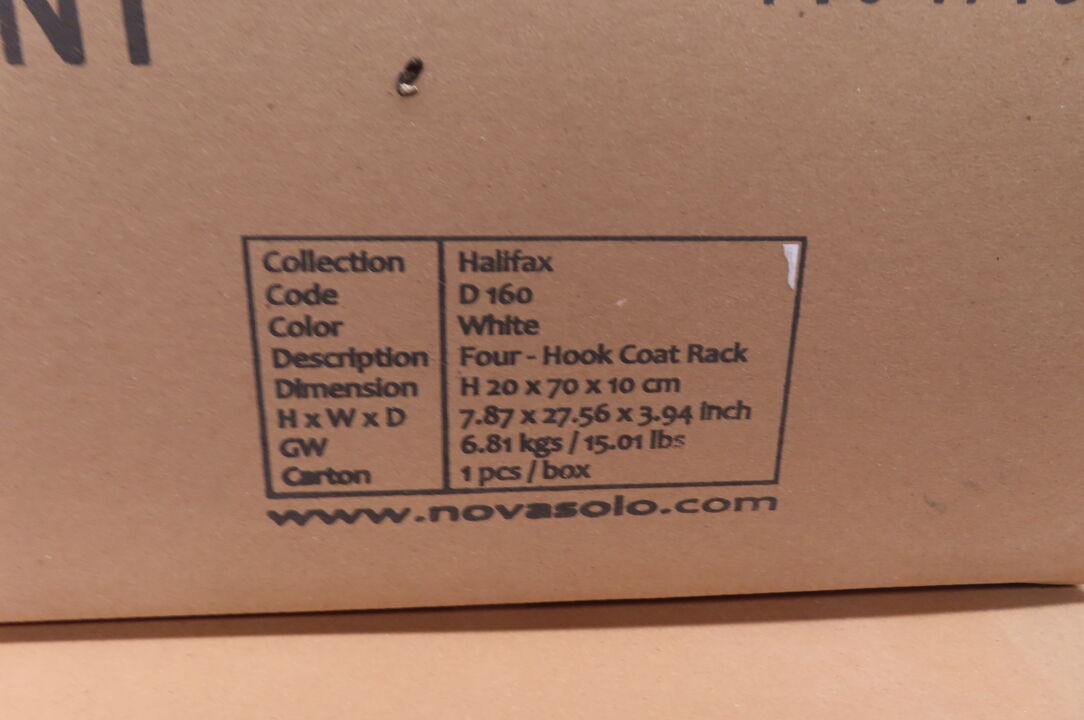 NT
Collection Halifax
Code D 160
Color White
Description Four - Hook Coat Rack
Dimension H 20 x 70 x 10 cm
H x W x D 7.87 x 27.56 x 3.94 inch
GW 6.81 kgs / 15.01 lbs
Carton 1 pcs / box
www.novasolo.com